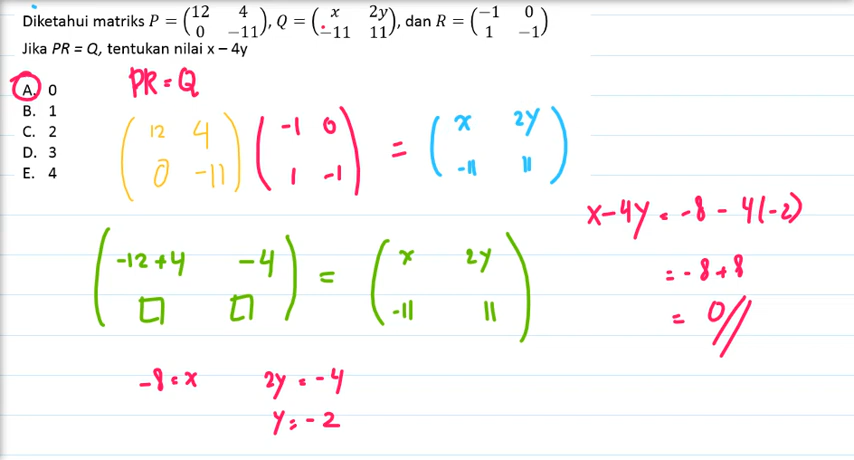 Diketahui matriks P = (12 4 0 −11), Q = (x 2y −11 11), dan R = (−1 0 1 −1)
Jika PR = Q, tentukan nilai x – 4y
A. 0
B. 1
C. 2
D. 3
E. 4
PR = Q
(12 4 0 -11) (-1 0 1 -1) = (x 2y -11 11)
(-12+4 -4 □ □) = (x 2y -11 11)
-8 = x 2y = -4
y = -2
x-4y = -8 - 4(-2)
= -8+8
= 0//